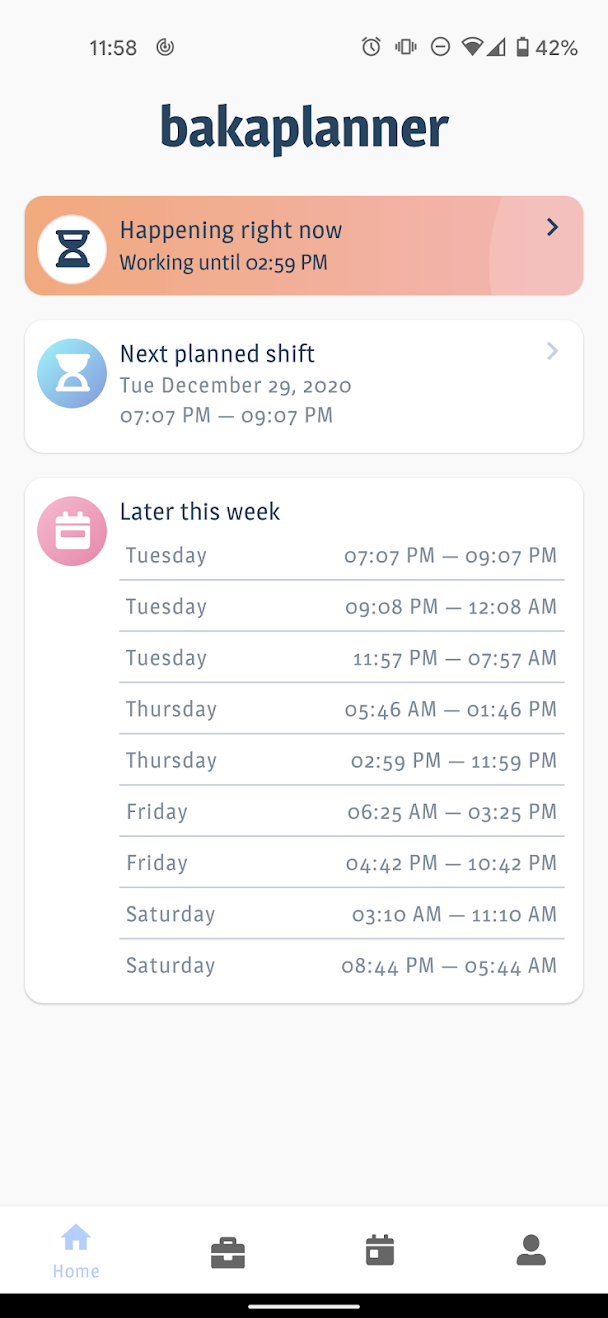 11:58 42%
bakaplanner
Happening right now
Working until 02:59 PM
Next planned shift
Tue December 29, 2020
07:07 PM — 09:07 PM
Later this week
Tuesday 07:07 PM — 09:07 PM
Tuesday 09:08 PM — 12:08 AM
Tuesday 11:57 PM — 07:57 AM
Thursday 05:46 AM — 01:46 PM
Thursday 02:59 PM — 11:59 PM
Friday 06:25 AM — 03:25 PM
Friday 04:42 PM — 10:42 PM
Saturday 03:10 AM — 11:10 AM
Saturday 08:44 PM — 05:44 AM
Home